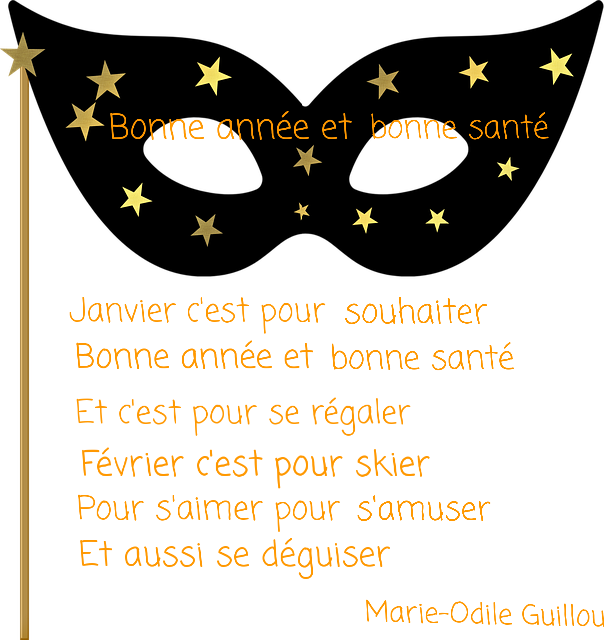 Bonne année et bonne santé
Janvier c'est pour souhaiter
Bonne année et bonne santé
Et c'est pour se régaler
Février c'est pour skier
Pour s'aimer pour s'amuser
Et aussi se déguiser
Marie-Odile Guillou